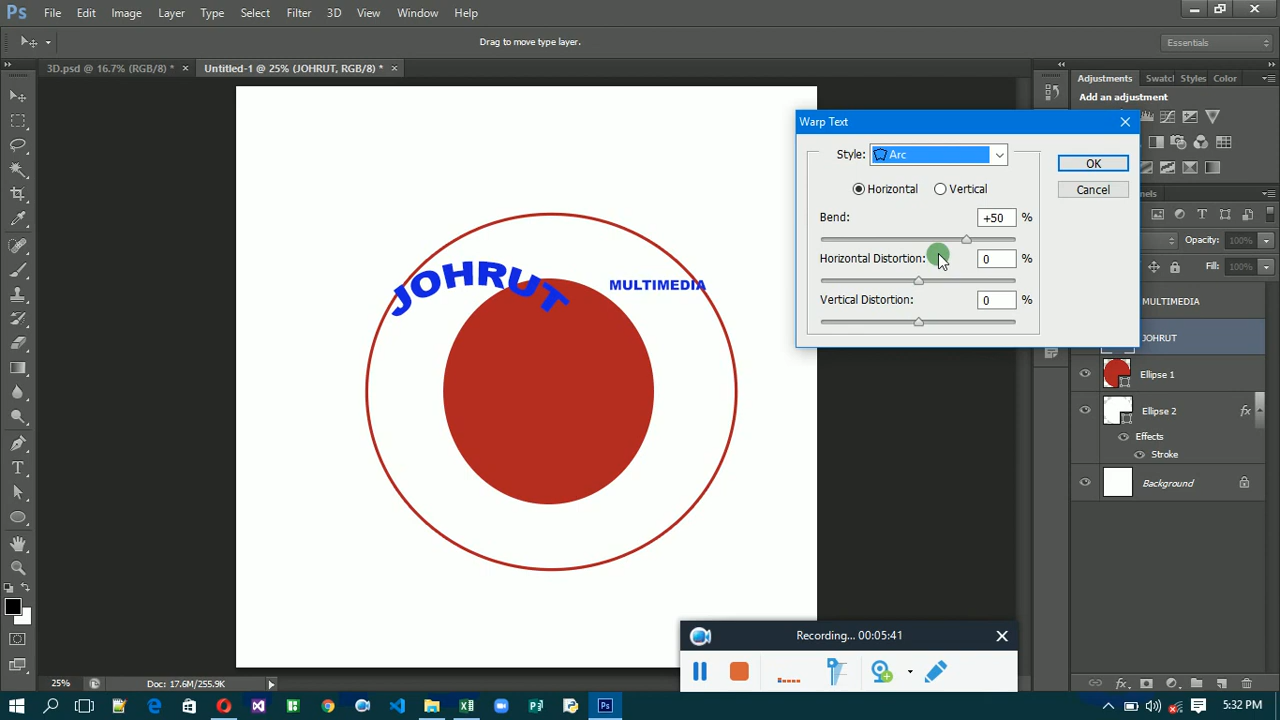 Ps File Edit Image Layer Type Select Filter 3D View Window Help
Drag to move type layer.
Essentials
3D.psd @ 16.7% (RGB/8) *
Untitled-1 @ 25% (JOHRUT, RGB/8) *
Adjustments Swatcl Styles Color
Add an adjustment
Warp Text
Style: Arc
OK
Horizontal Vertical
Cancel
Bend: +50 %
Horizontal Distortion: 0 %
Vertical Distortion: 0 %
nels
Opacity: 100%
Fill: 100%
JOHRUT
MULTIMEDIA
MULTIMEDIA
JOHRUT
Ellipse 1
Ellipse 2 fx
Effects
Stroke
Background
Recording... 00:05:41
25% Doc: 17.6M/255.9K
5:32 PM